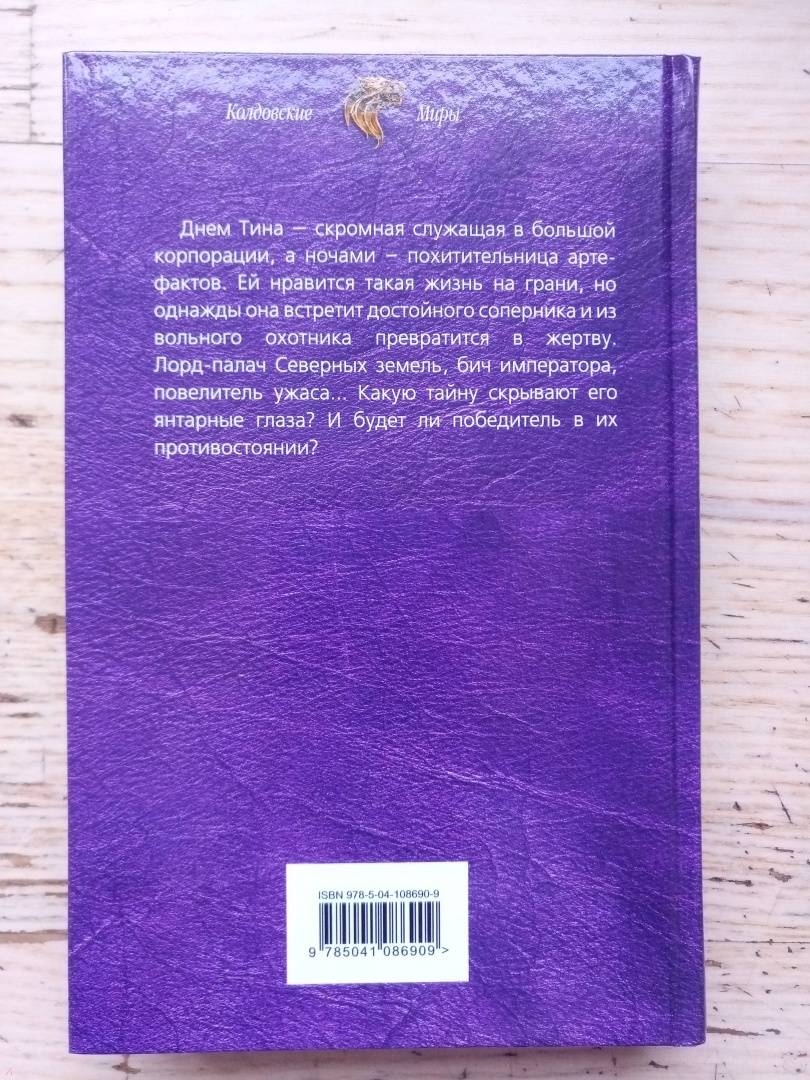 Колдовские Миры
Днем Тина – скромная служащая в большой
корпорации, а ночами – похитительница арте-
фактов. Ей нравится такая жизнь на грани, но
однажды она встретит достойного соперника и из
вольного охотника превратится в жертву.
Лорд-палач Северных земель, бич императора,
повелитель ужаса... Какую тайну скрывают его
янтарные глаза? И будет ли победитель в их
противостоянии?
ISBN 978-5-04-108690-9
9 785041 086909 >